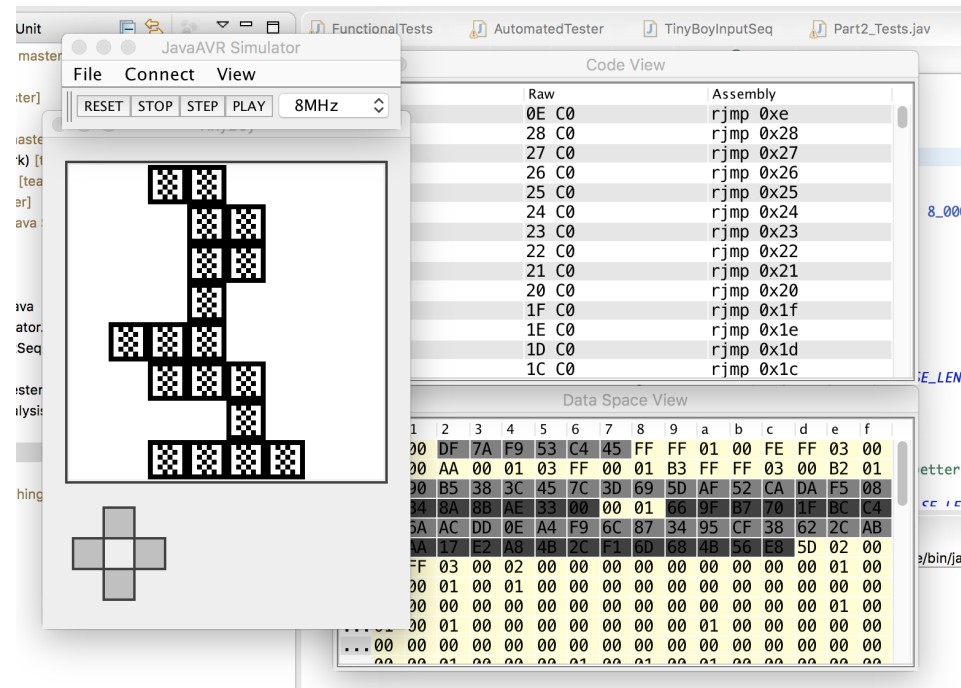 Unit
FunctionalTests
AutomatedTester
TinyBoyInputSeq
Part2_Tests.jav
master
JavaAVR Simulator
File Connect View
RESET STOP STEP PLAY 8MHz
Code View
Raw Assembly
0E C0 rjmp 0xe
28 C0 rjmp 0x28
27 C0 rjmp 0x27
26 C0 rjmp 0x26
25 C0 rjmp 0x25
24 C0 rjmp 0x24
23 C0 rjmp 0x23
22 C0 rjmp 0x22
21 C0 rjmp 0x21
20 C0 rjmp 0x20
1F C0 rjmp 0x1f
1E C0 rjmp 0x1e
1D C0 rjmp 0x1d
1C C0 rjmp 0x1c
Data Space View
1 2 3 4 5 6 7 8 9 a b c d e f
00 DF 7A F9 53 C4 45 FF FF 01 00 FE FF 03 00
00 AA 00 01 03 FF 00 01 B3 FF FF 03 00 B2 01
90 B5 38 3C 45 7C 3D 69 5D AF 52 CA DA F5 08
34 8A 8B AE 33 00 00 01 66 9F B7 70 1F BC C4
6A AC DD 0E A4 F9 6C 87 34 95 CF 38 62 2C AB
AA 17 E2 A8 4B 2C F1 6D 68 4B 56 E8 5D 02 00
FF 03 00 02 00 00 00 00 00 00 00 00 00 01 00
00 01 00 01 00 00 00 00 00 00 00 00 00 00 00
00 00 00 00 00 00 00 00 00 00 00 00 00 01 00
00 01 00 00 00 00 00 00 00 01 00 00 00 00 00
... 00 00 00 00 00 00 00 00 00 00 00 00 00 00 00 00
ster]
k) [t
[tea
er]
ava
ava
ator.
Seq
ester
alysis
hing
8_000
SE_LEN
etter
e/bin/ja